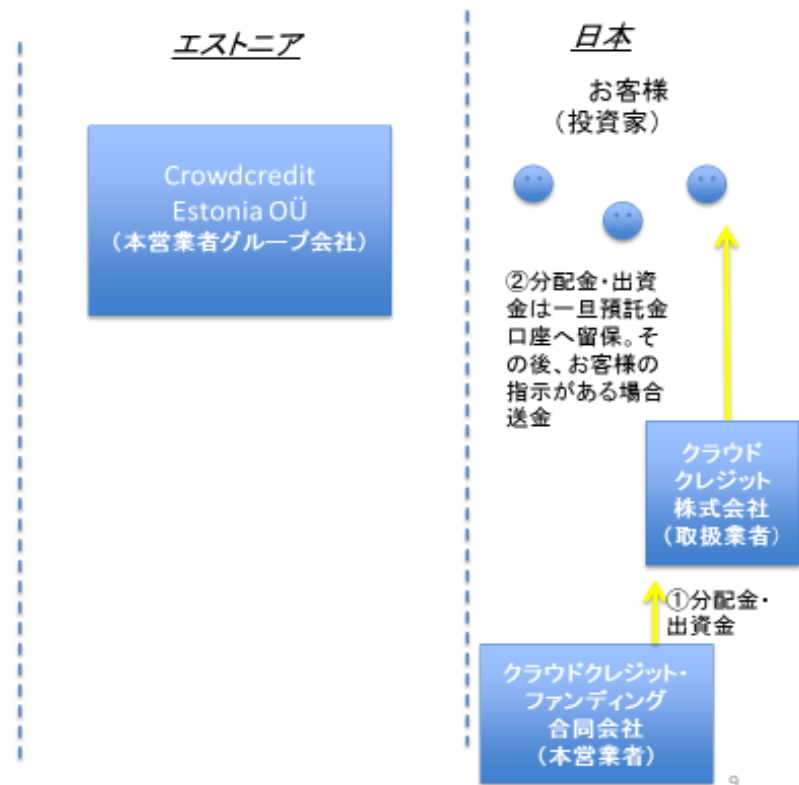 エストニア
日本
お客様
（投資家）
Crowdcredit
Estonia OÜ
（本営業者グループ会社）
②分配金・出資
金は一旦預託金
口座へ留保。そ
の後、お客様の
指示がある場合
送金
クラウド
クレジット
株式会社
（取扱業者）
①分配金・
出資金
クラウドクレジット・
ファンディング
合同会社
（本営業者）
9